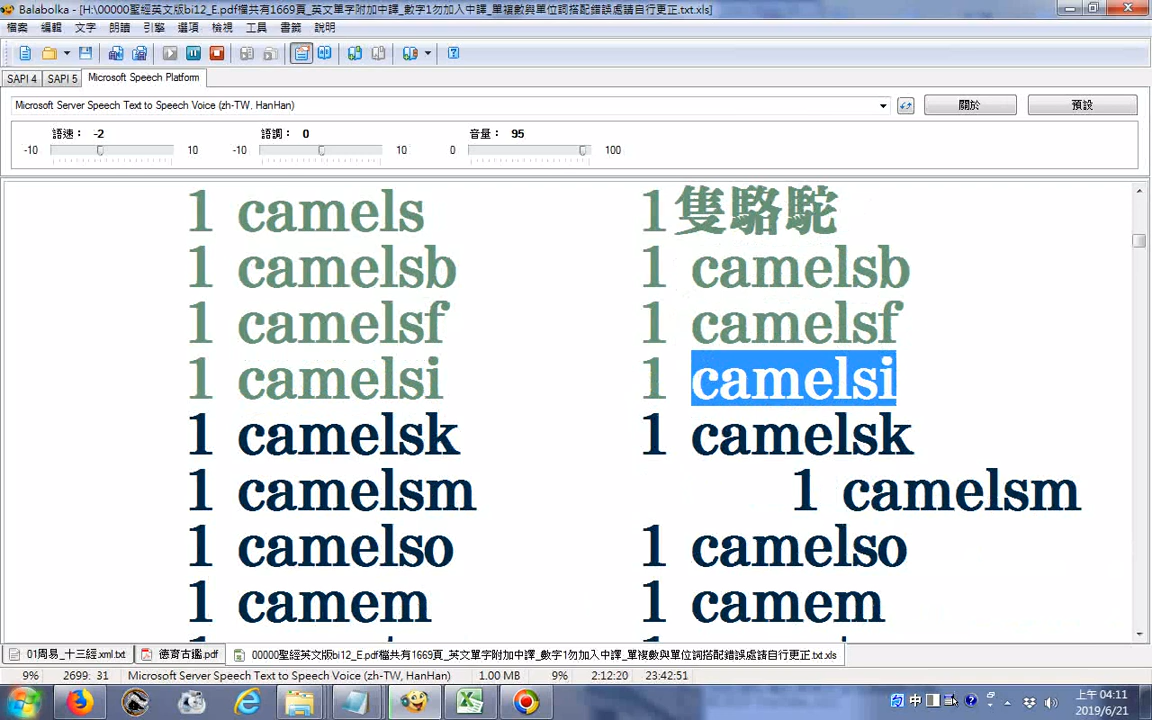 Balabolka - [H:\00000聖經英文版bi12_E.pdf檔共有1669頁_英文單字附加中譯_數字1勿加入中譯_單複數與單位詞搭配錯誤處請自行更正.txt.xls]
檔案 編輯 文字 朗讀 引擎 選項 檢視 工具 書籤 說明
SAPI 4 SAPI 5 Microsoft Speech Platform
Microsoft Server Speech Text to Speech Voice (zh-TW, HanHan) 關於 預設
語速： -2 語調： 0 音量： 95
-10 10 -10 10 0 100
1 camels 1隻駱駝
1 camelsb 1 camelsb
1 camelsf 1 camelsf
1 camelsi 1 camelsi
1 camelsk 1 camelsk
1 camelsm 1 camelsm
1 camelso 1 camelso
1 camem 1 camem
01周易_十三經.xml.txt 德育古鑑.pdf 00000聖經英文版bi12_E.pdf檔共有1669頁_英文單字附加中譯_數字1勿加入中譯_單複數與單位詞搭配錯誤處請自行更正.txt.xls
9% 2699: 31 Microsoft Server Speech Text to Speech Voice (zh-TW, HanHan) 1.00 MB 9% 2:12:20 23:42:51
中 上午 04:11
2019/6/21